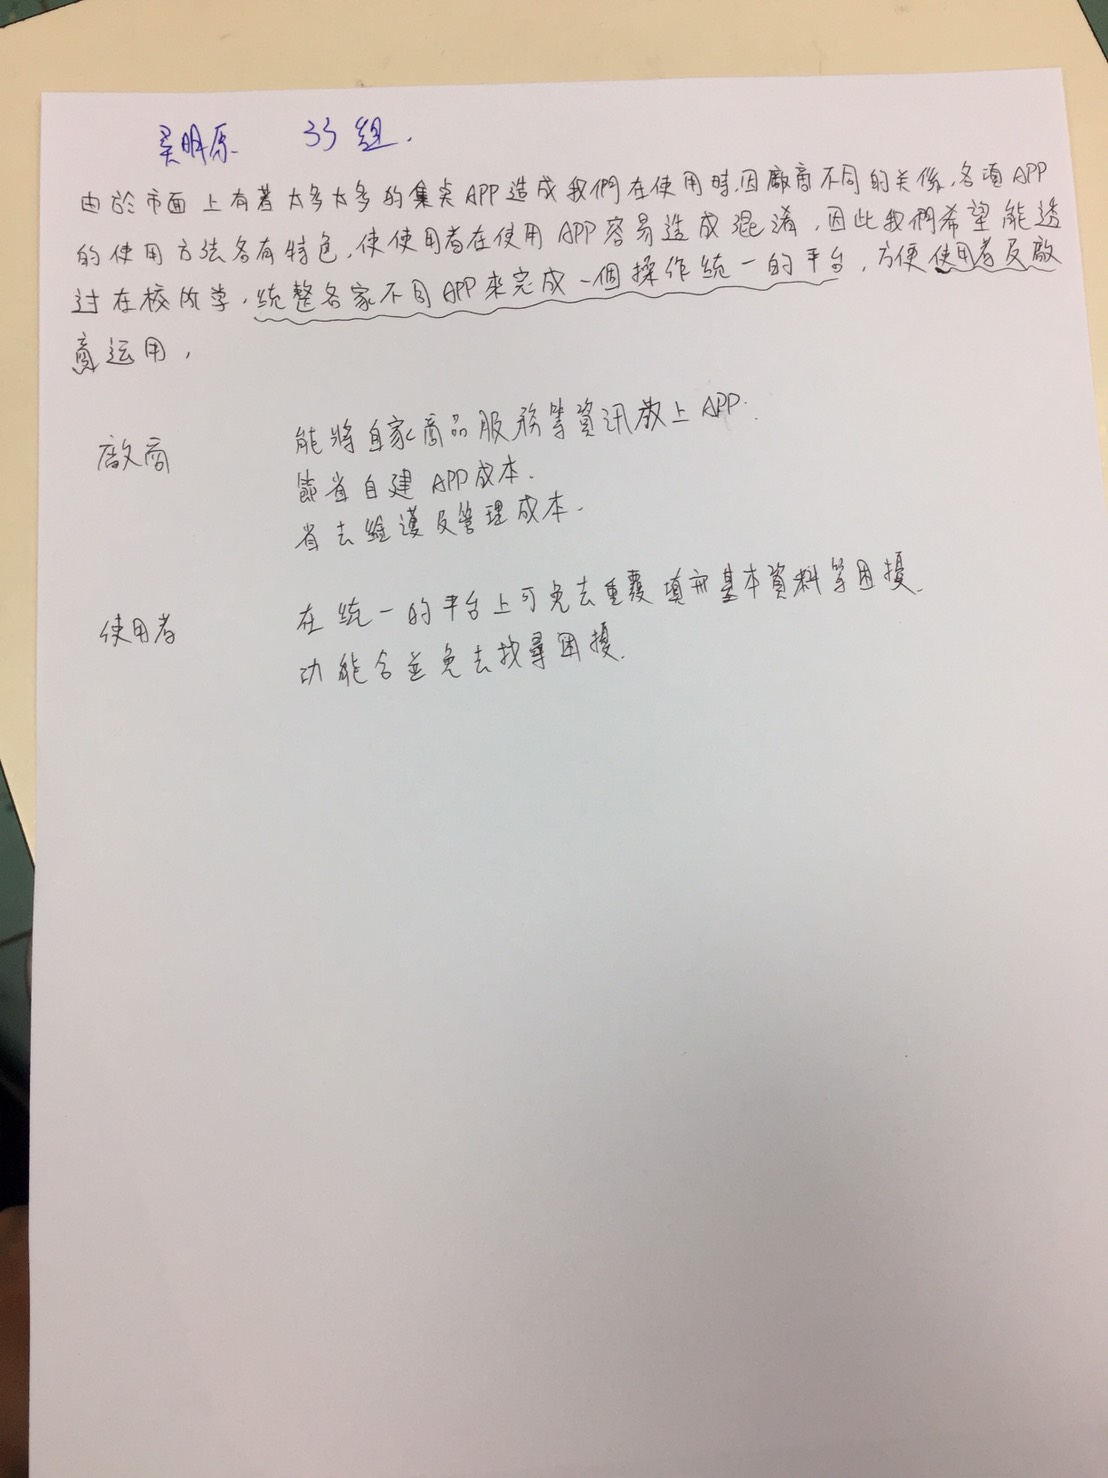 吴明原 33組.
由於市面上有著太多太多的集点APP造成我們在使用時,因廠商不同的关係,各項APP
的使用方法各有特色,使使用者在使用APP容易造成混淆,因此我們希望能透
过在校所学,統整各家不同APP來完成一個操作統一的平台,方便使用者及廠
商运用,
廠商 能將自家商品服務等資訊放上APP.
節省自建APP成本.
省去維護及管理成本.
使用者 在統一的平台上可免去重覆填寫基本資料等困擾.
功能合並免去找尋困擾.